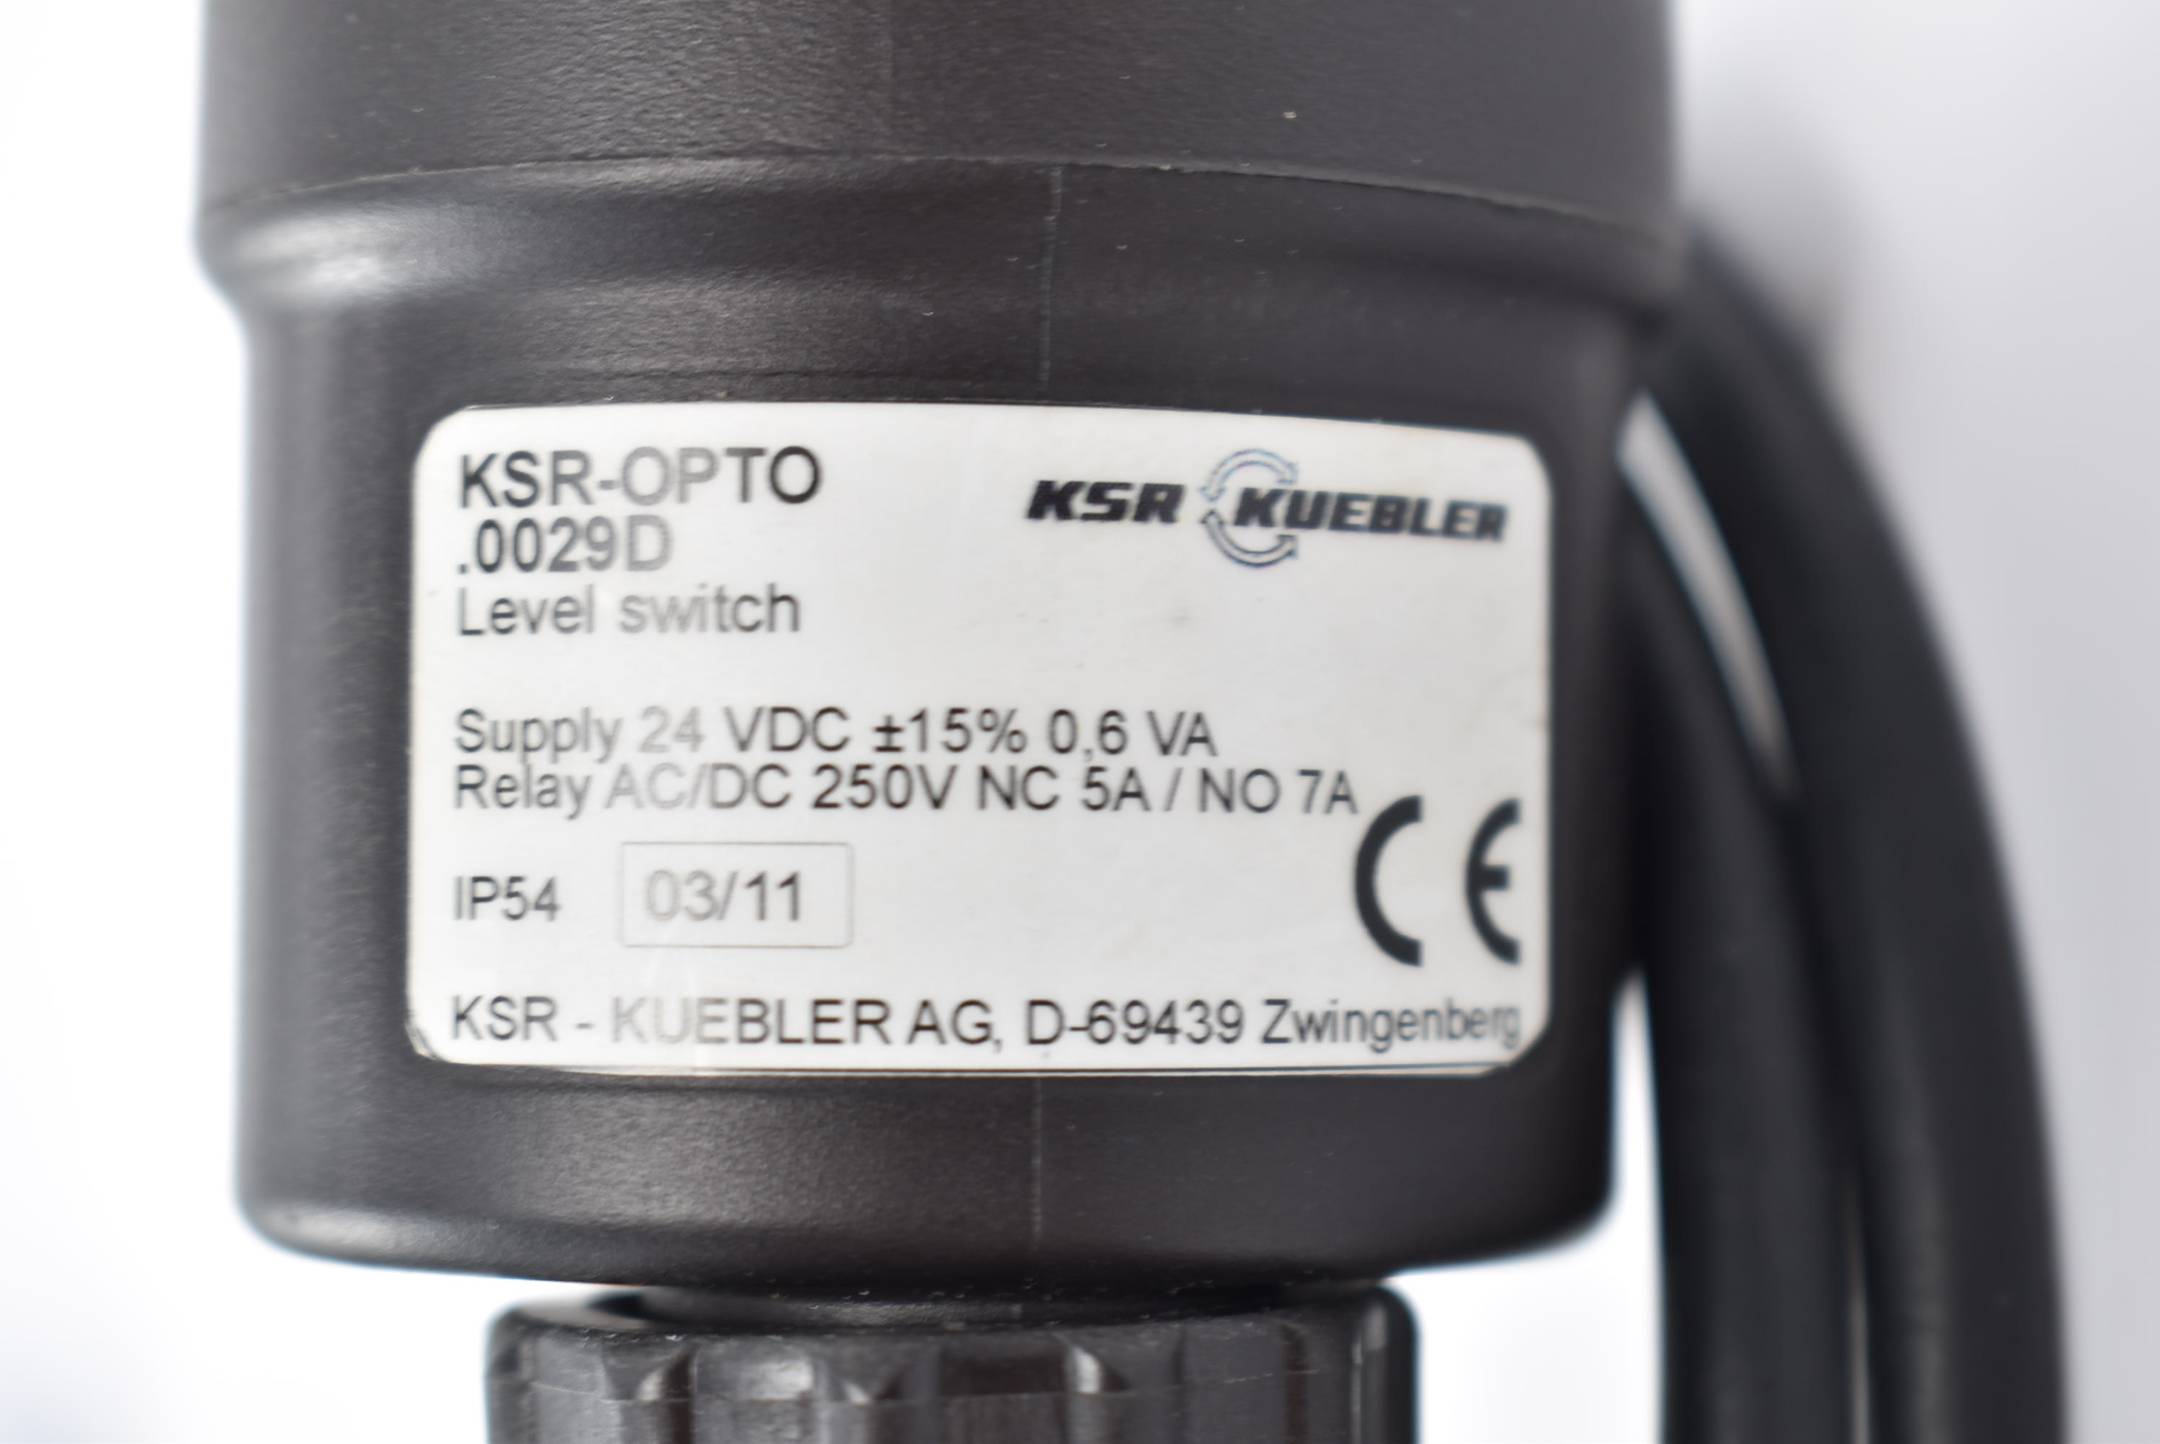 KSR-OPTO
.0029D
Level switch
KSR KUEBLER
Supply 24 VDC ±15% 0,6 VA
Relay AC/DC 250V NC 5A / NO 7A
IP54 03/11
CE
KSR - KUEBLER AG, D-69439 Zwingenberg